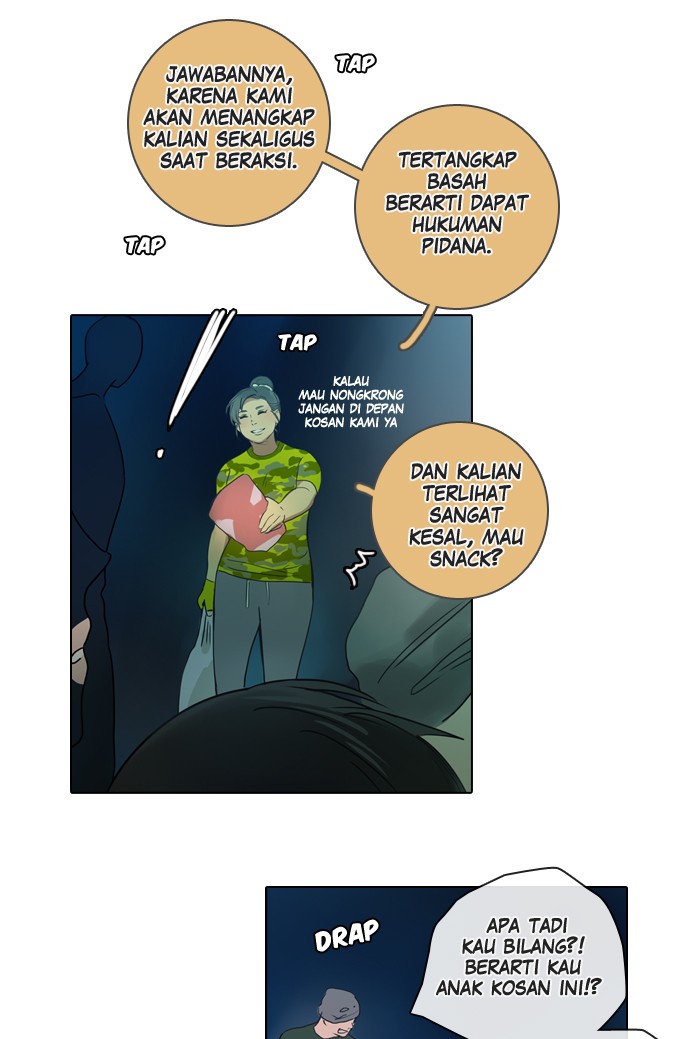 TAP
JAWABANNYA,
KARENA KAMI
AKAN MENANGKAP
KALIAN SEKALIGUS
SAAT BERAKSI.
TERTANGKAP
BASAH
BERARTI DAPAT
HUKUMAN
PIDANA.
TAP
TAP
KALAU
MAU NONGKRONG
JANGAN DI DEPAN
KOSAN KAMI YA
DAN KALIAN
TERLIHAT
SANGAT
KESAL, MAU
SNACK?
DRAP
APA TADI
KAU BILANG?!
BERARTI KAU
ANAK KOSAN INI!?